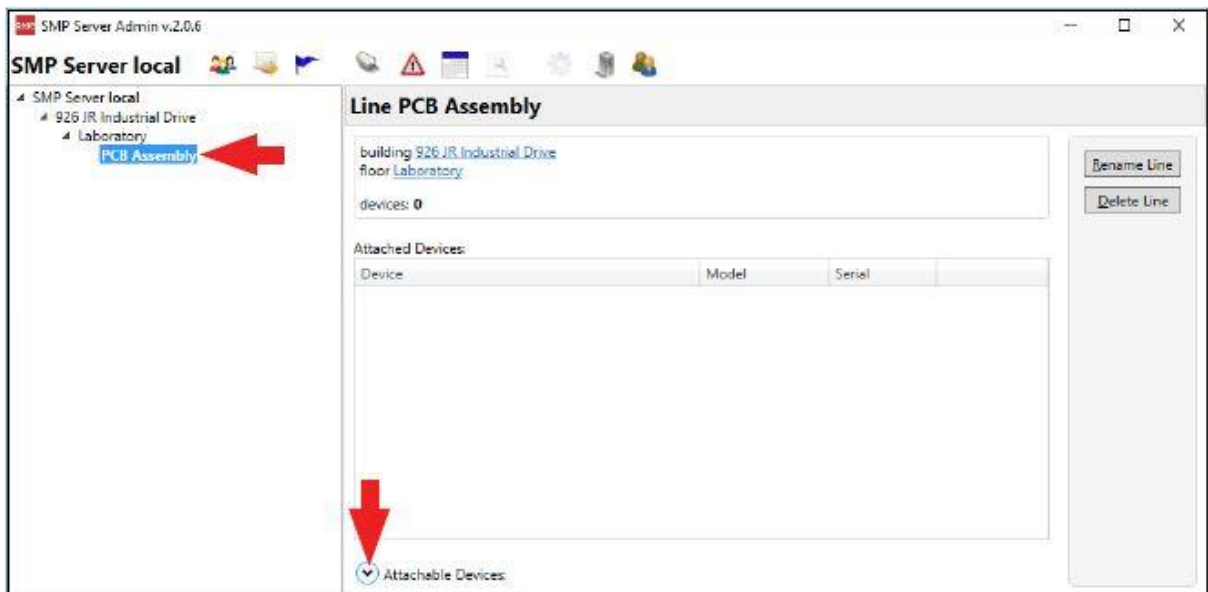 SMP SMP Server Admin v.2.0.6
SMP Server local
SMP Server local
926 JR Industrial Drive
Laboratory
PCB Assembly
Line PCB Assembly
building 926 JR Industrial Drive
floor Laboratory
devices: 0
Rename Line
Delete Line
Attached Devices:
Device Model Serial
Attachable Devices: